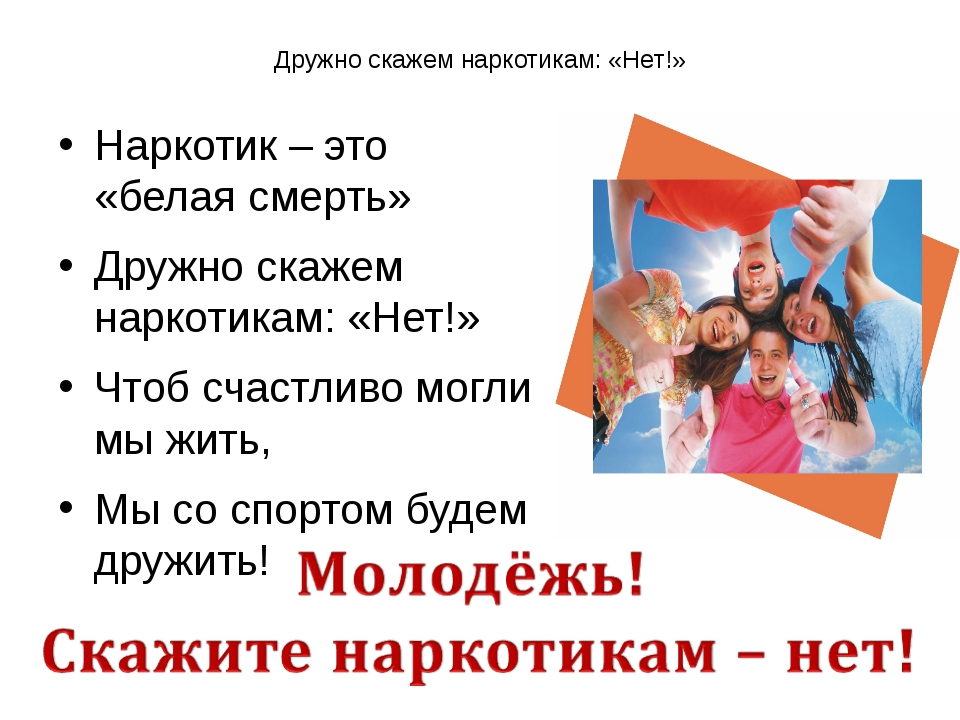 Дружно скажем наркотикам: «Нет!»
• Наркотик – это
«белая смерть»
• Дружно скажем
наркотикам: «Нет!»
• Чтоб счастливо могли
мы жить,
• Мы со спортом будем
дружить!
Молодёжь!
Скажите наркотикам – нет!